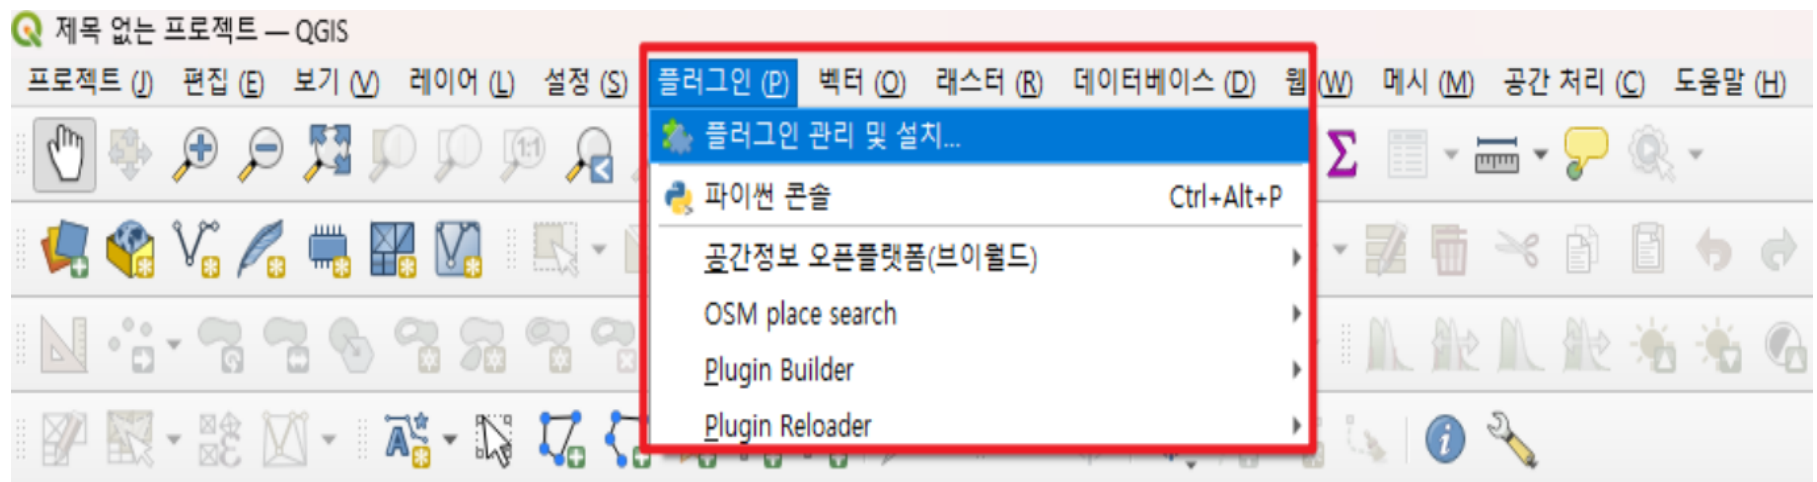 제목 없는 프로젝트 — QGIS
프로젝트 (J) 편집 (E) 보기 (V) 레이어 (L) 설정 (S) 플러그인 (P) 벡터 (O) 래스터 (R) 데이터베이스 (D) 웹 (W) 메시 (M) 공간 처리 (C) 도움말 (H)
플러그인 관리 및 설치...
1:1
파이썬 콘솔 Ctrl+Alt+P
공간정보 오픈플랫폼(브이월드)
OSM place search
Plugin Builder
Plugin Reloader